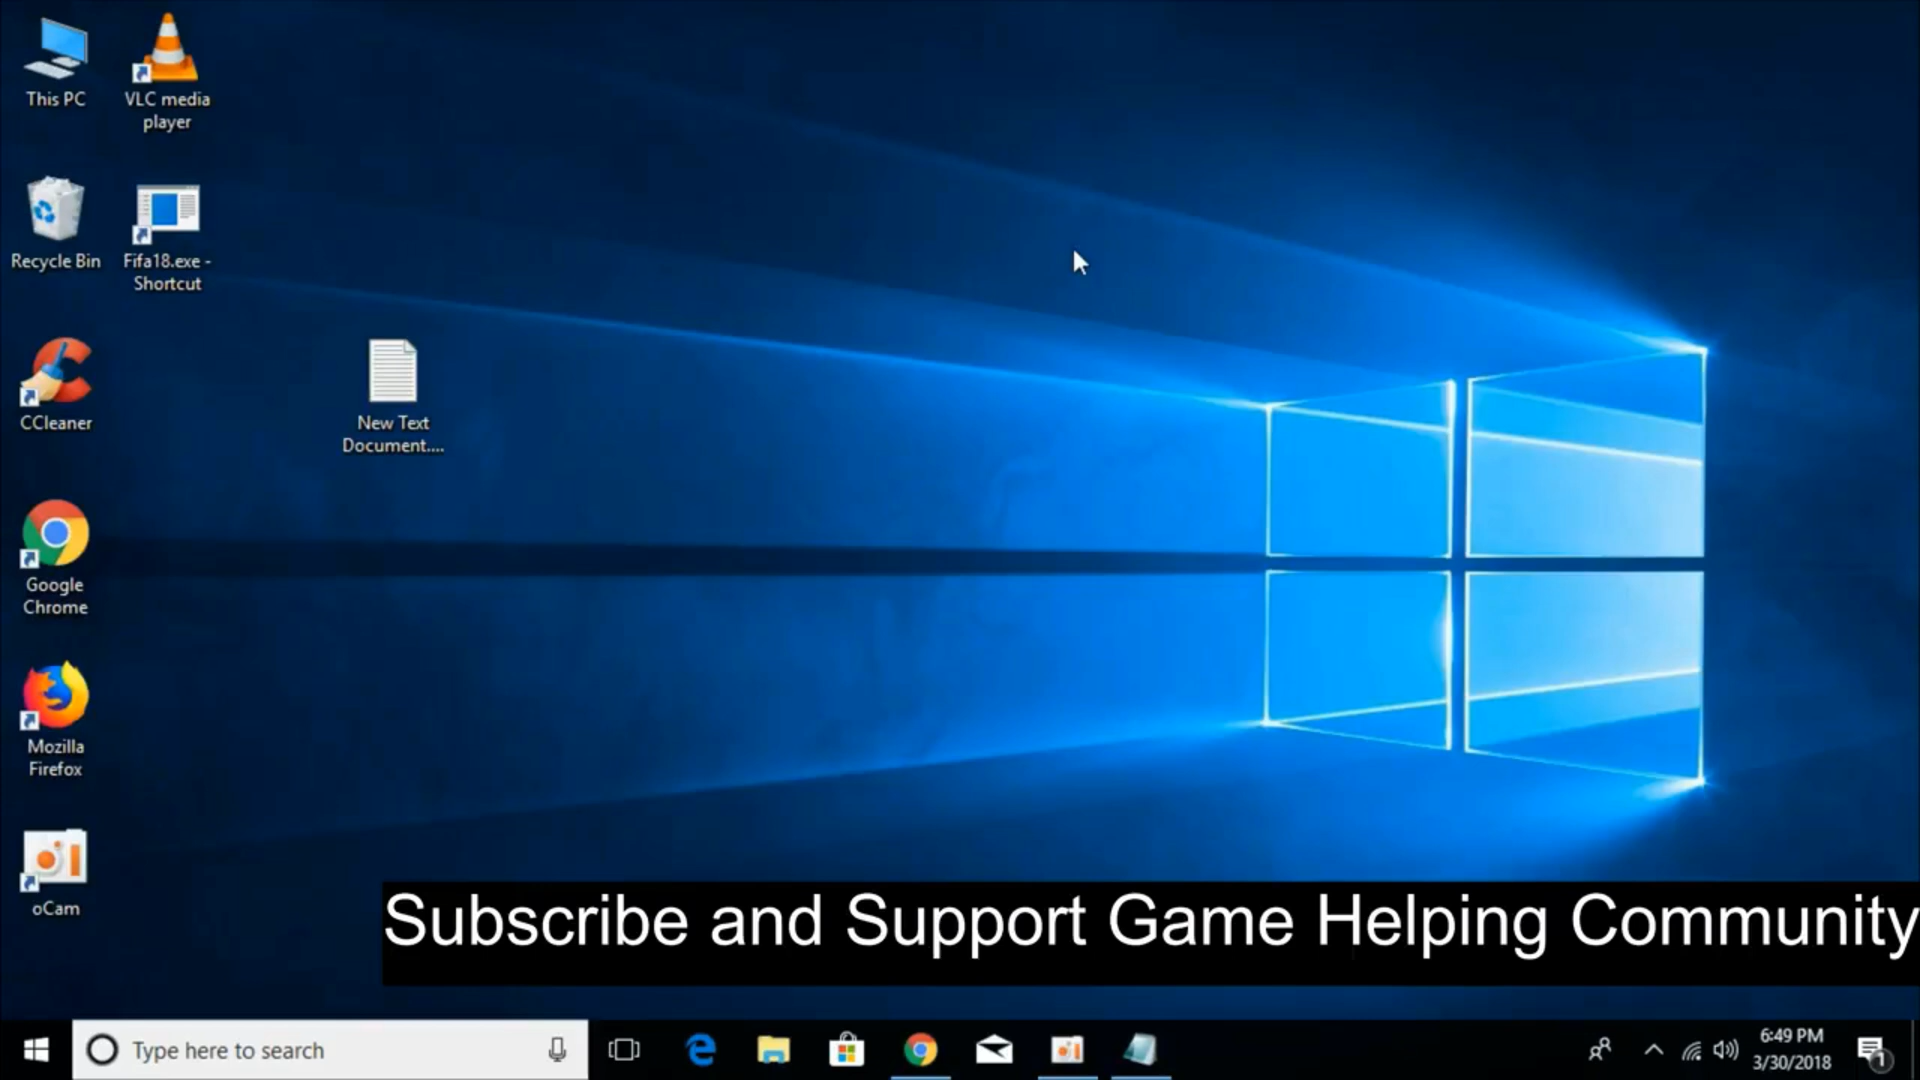 This PC
VLC media
player
Recycle Bin
Fifa18.exe -
Shortcut
CCleaner
New Text
Document....
Google
Chrome
Mozilla
Firefox
oCam
Subscribe and Support Game Helping Community
Type here to search
6:49 PM
3/30/2018
1